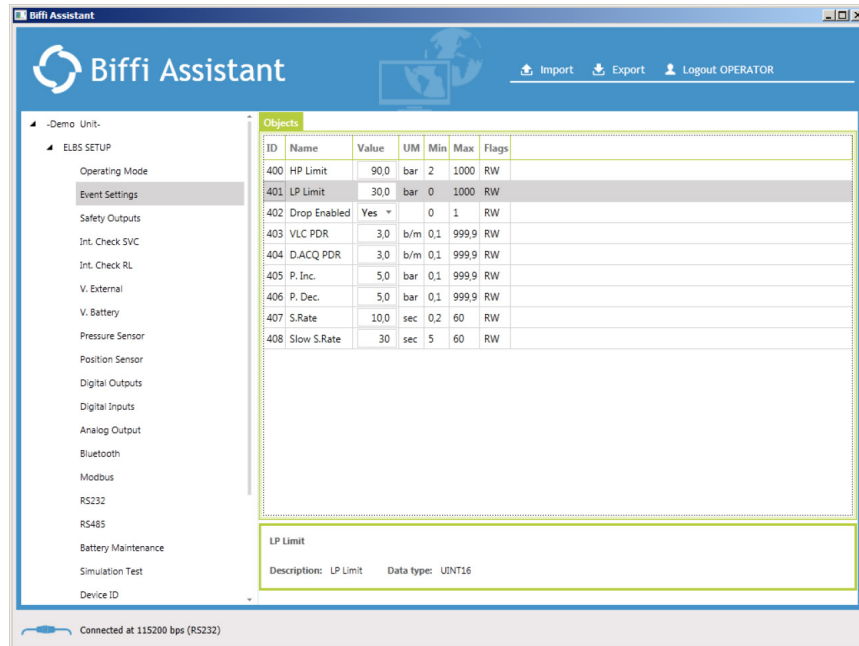 Biffi Assistant
Biffi Assistant
Import Export Logout OPERATOR
-Demo Unit-
ELBS SETUP
Operating Mode
Event Settings
Safety Outputs
Int. Check SVC
Int. Check RL
V. External
V. Battery
Pressure Sensor
Position Sensor
Digital Outputs
Digital Inputs
Analog Output
Bluetooth
Modbus
RS232
RS485
Battery Maintenance
Simulation Test
Device ID
Objects
ID Name Value UM Min Max Flags
400 HP Limit 90,0 bar 2 1000 RW
401 LP Limit 30,0 bar 0 1000 RW
402 Drop Enabled Yes 0 1 RW
403 VLC PDR 3,0 b/m 0,1 999,9 RW
404 D.ACQ PDR 3,0 b/m 0,1 999,9 RW
405 P. Inc. 5,0 bar 0,1 999,9 RW
406 P. Dec. 5,0 bar 0,1 999,9 RW
407 S.Rate 10,0 sec 0,2 60 RW
408 Slow S.Rate 30 sec 5 60 RW
LP Limit
Description: LP Limit Data type: UINT16
Connected at 115200 bps (RS232)